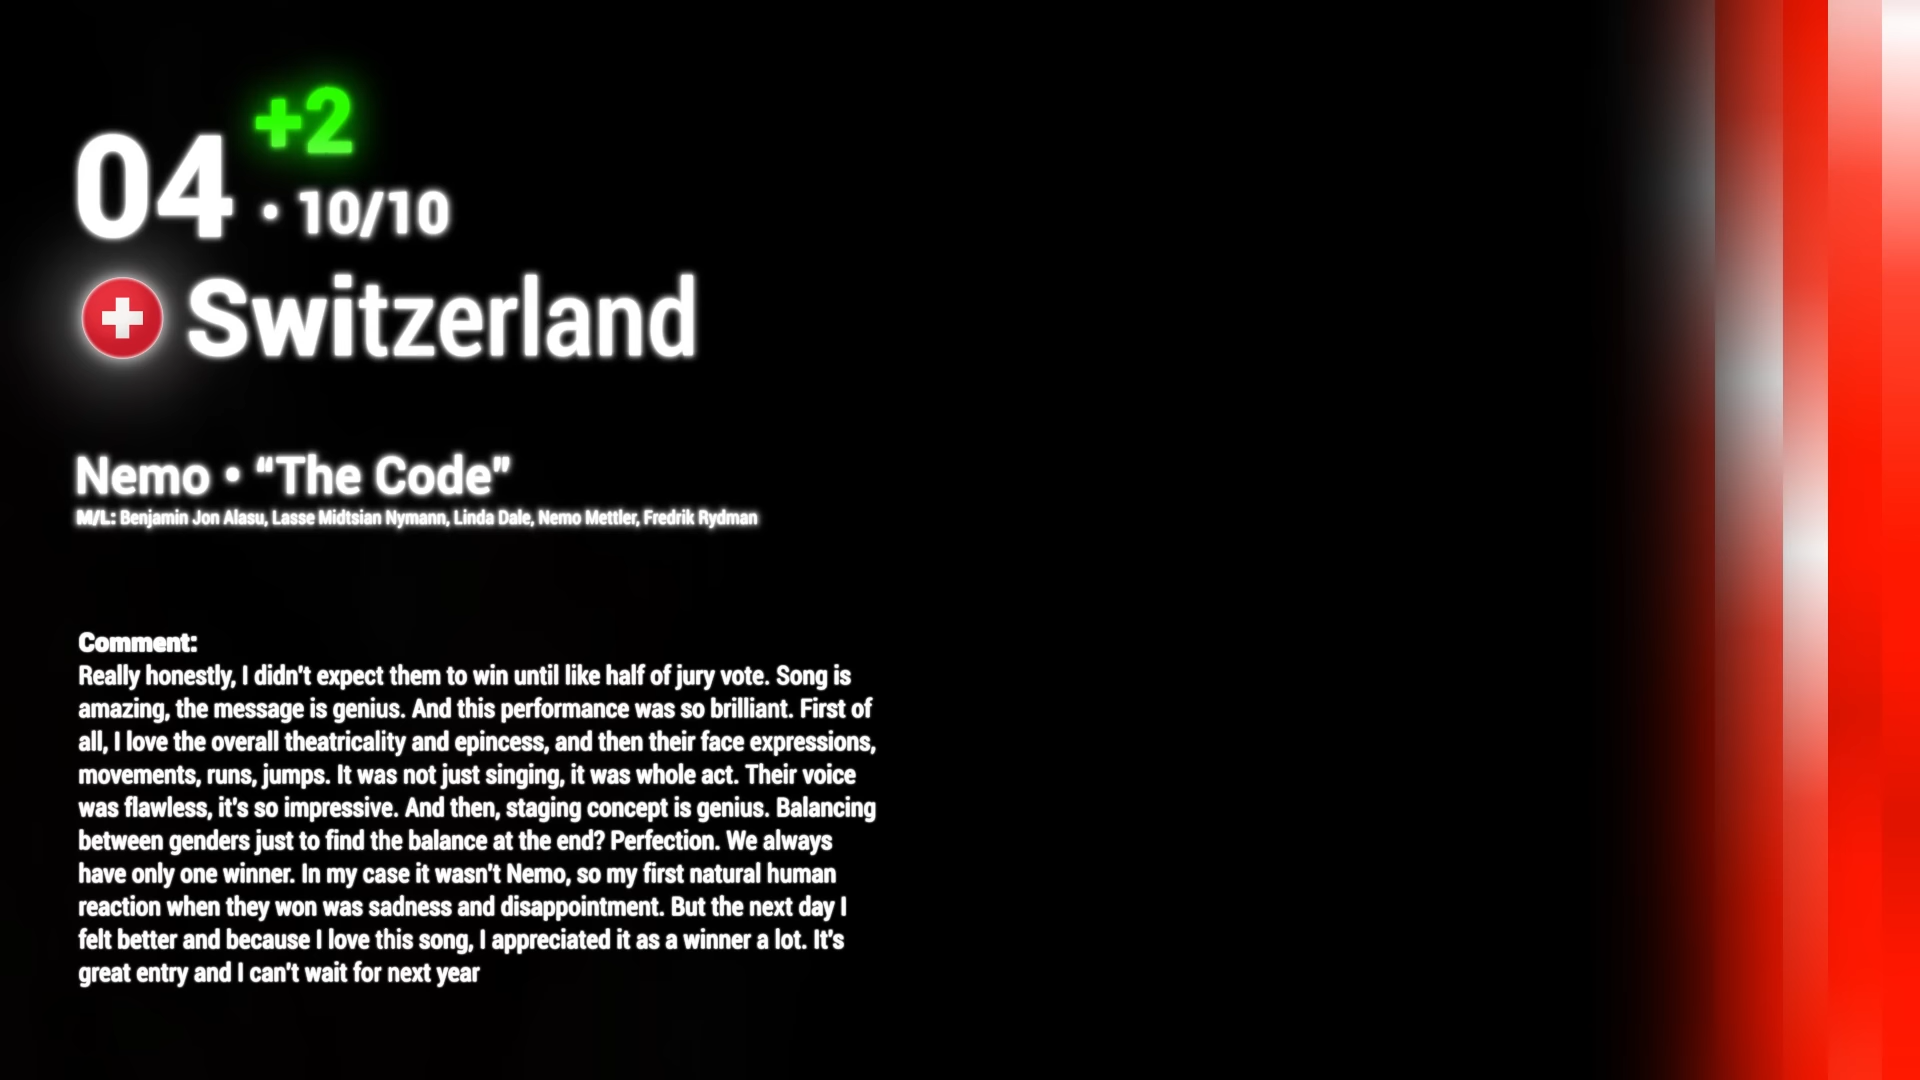 +2
04 • 10/10
Switzerland
Nemo • “The Code”
M/L: Benjamin Jon Alasu, Lasse Midtsian Nymann, Linda Dale, Nemo Mettler, Fredrik Rydman
Comment:
Really honestly, I didn't expect them to win until like half of jury vote. Song is
amazing, the message is genius. And this performance was so brilliant. First of
all, I love the overall theatricality and epincess, and then their face expressions,
movements, runs, jumps. It was not just singing, it was whole act. Their voice
was flawless, it's so impressive. And then, staging concept is genius. Balancing
between genders just to find the balance at the end? Perfection. We always
have only one winner. In my case it wasn't Nemo, so my first natural human
reaction when they won was sadness and disappointment. But the next day I
felt better and because I love this song, I appreciated it as a winner a lot. It's
great entry and I can't wait for next year